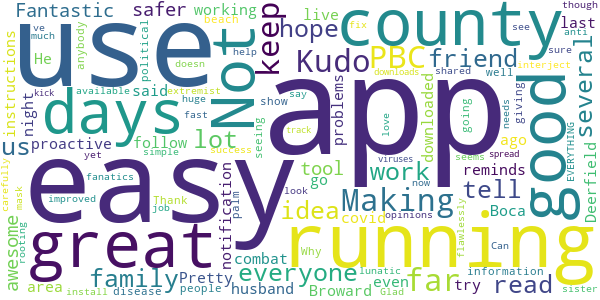 Fantastic safer working live beach fix see last though
instructions He anybody political keep hope Kudo PBC friend
use Not county good several
night said us days lot tool problems downloaded ago
proactive follow notification go work tell reminds
app
easy
great running
yet simple fast show say seeing love going well giving needs
available doesn extremist huge help shared sure anti interject
ve much kick
EVERYTHING Deerfield
Making idea covid Boca
viruses downloads track seems spread now
fanatics look palm opinions success
awesome carefully mask improved Thank job
family everyone far read
area rooting install disease Pretty people husband combat
Broward even lunatic Glad Why try Can information sister
flawlessly